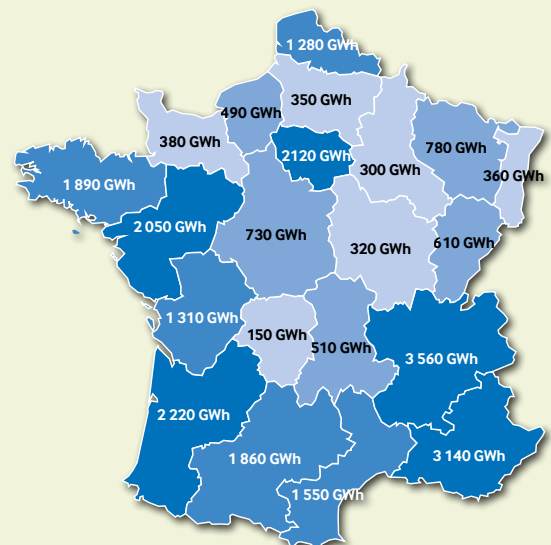 1 280 GWh
350 GWh
490 GWh
380 GWh
2120 GWh
300 GWh
780 GWh
360 GWh
1 890 GWh
2 050 GWh
730 GWh
320 GWh
610 GWh
1 310 GWh
150 GWh
510 GWh
3 560 GWh
2 220 GWh
1 860 GWh
3 140 GWh
1 550 GWh